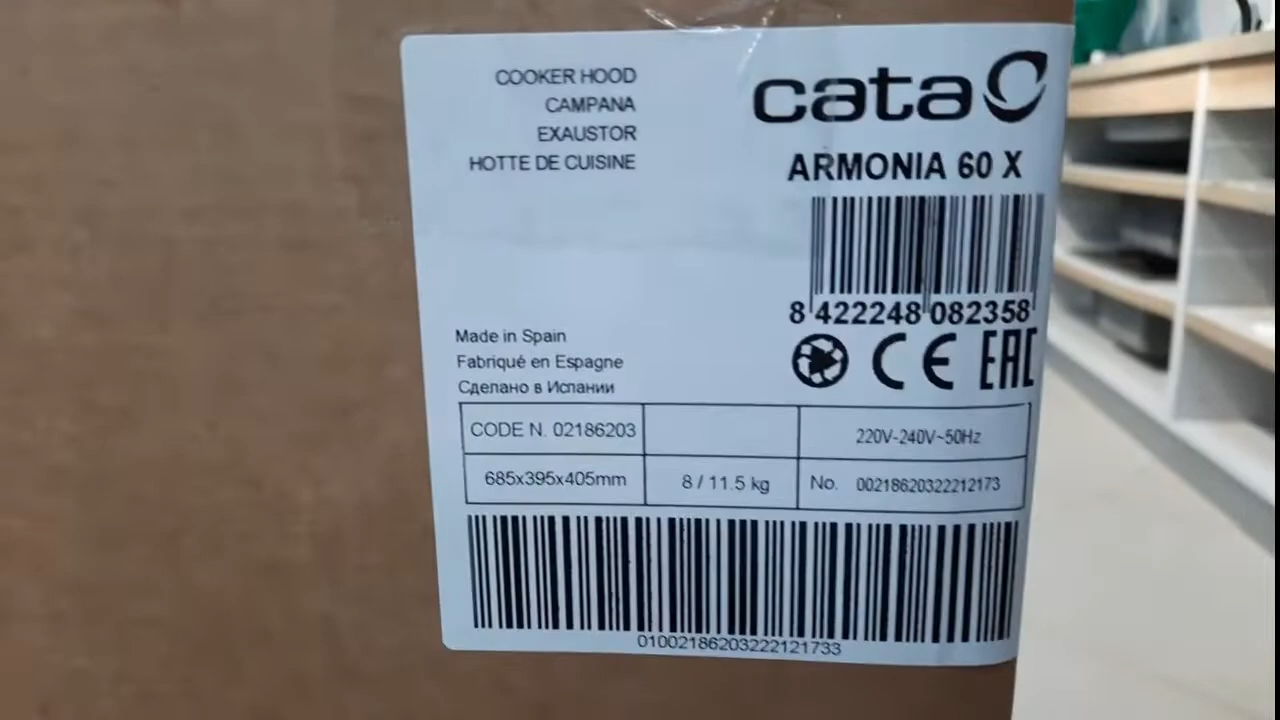 COOKER HOOD
CAMPANA
EXAUSTOR
HOTTE DE CUISINE
cata
ARMONIA 60 X
8 422248 082358
Made in Spain
Fabriqué en Espagne
Сделано в Испании
CE EAC
CODE N. 02186203
220V-240V~50Hz
685x395x405mm
8 / 11.5 kg
No. 00218620322212173
01002186203222121733